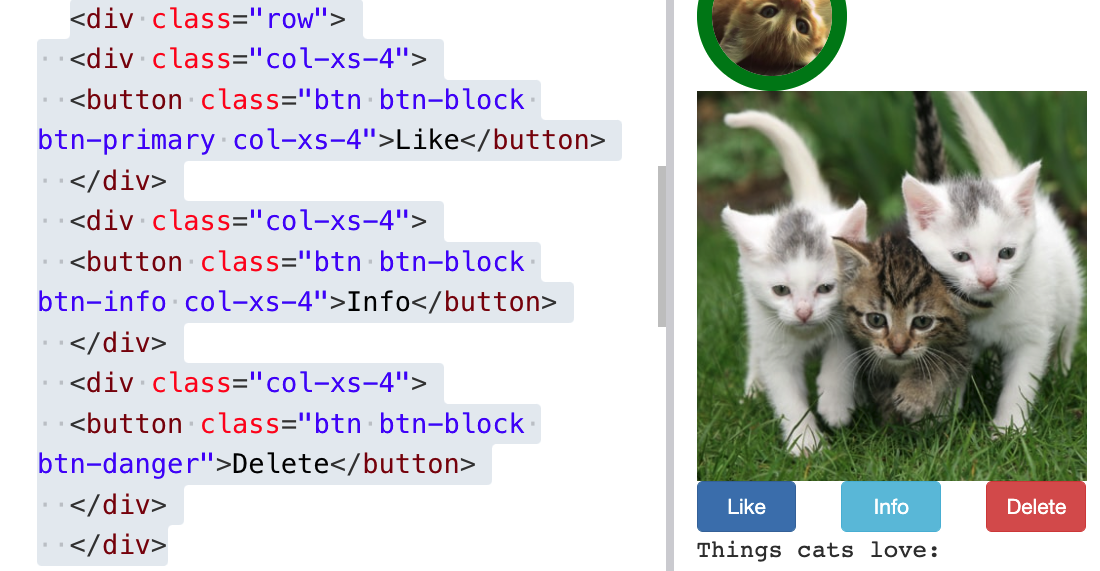 <div class="row">
<div class="col-xs-4">
<button class="btn btn-block
btn-primary col-xs-4">Like</button>
</div>
<div class="col-xs-4">
<button class="btn btn-block
btn-info col-xs-4">Info</button>
</div>
<div class="col-xs-4">
<button class="btn btn-block
btn-danger">Delete</button>
</div>
</div>
Like Info Delete
Things cats love: